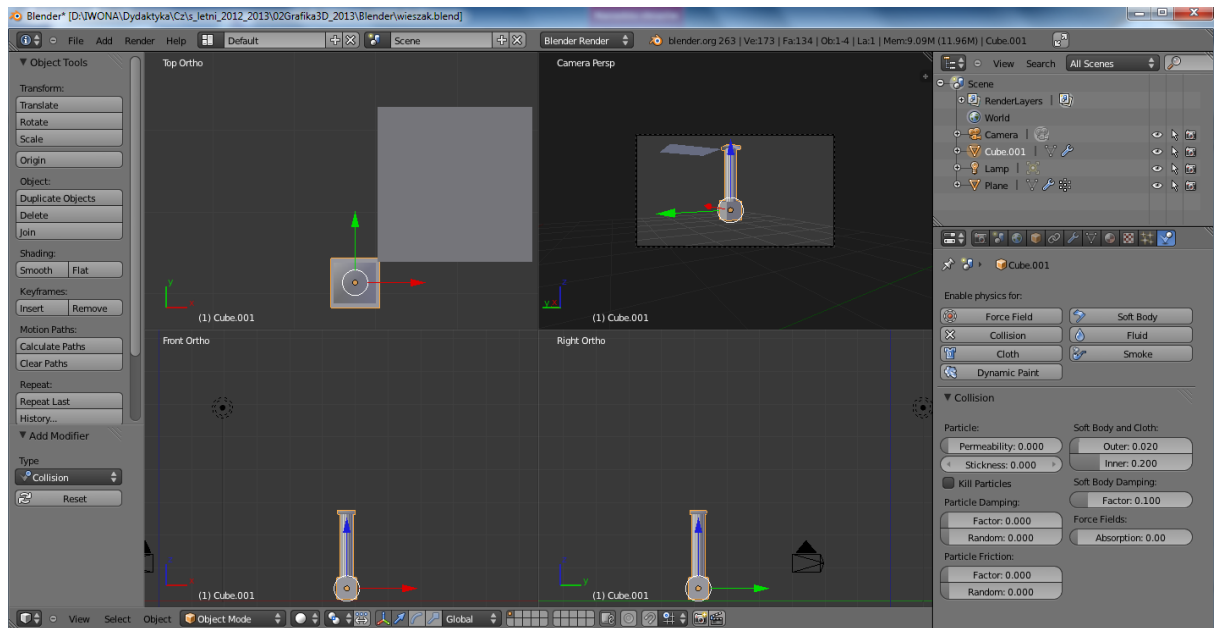 Blender* [D:\IWONA\Dydaktyka\Cz\s_letni_2012_2013\02Grafika3D_2013\Blender\wieszak.blend]
File Add Render Help Default Scene Blender Render blender.org 263 | Ve:173 | Fa:134 | Ob:1-4 | La:1 | Mem:9.09M (11.96M) | Cube.001
Object Tools
Transform:
Translate
Rotate
Scale
Origin
Object:
Duplicate Objects
Delete
Join
Shading:
Smooth Flat
Keyframes:
Insert Remove
Motion Paths:
Calculate Paths
Clear Paths
Repeat:
Repeat Last
History...
Add Modifier
Type
Collision
Reset
Top Ortho
y
x
(1) Cube.001
Camera Persp
z
y x
(1) Cube.001
Front Ortho
z
x
(1) Cube.001
Right Ortho
z
y
(1) Cube.001
View Select Object Object Mode Global
View Search All Scenes
Scene
RenderLayers |
World
Camera |
Cube.001 |
Lamp |
Plane |
Cube.001
Enable physics for:
Force Field Soft Body
Collision Fluid
Cloth Smoke
Dynamic Paint
Collision
Particle: Soft Body and Cloth:
Permeability: 0.000 Outer: 0.020
Stickness: 0.000 Inner: 0.200
Kill Particles Soft Body Damping:
Particle Damping: Factor: 0.100
Factor: 0.000 Force Fields:
Random: 0.000 Absorption: 0.00
Particle Friction:
Factor: 0.000
Random: 0.000